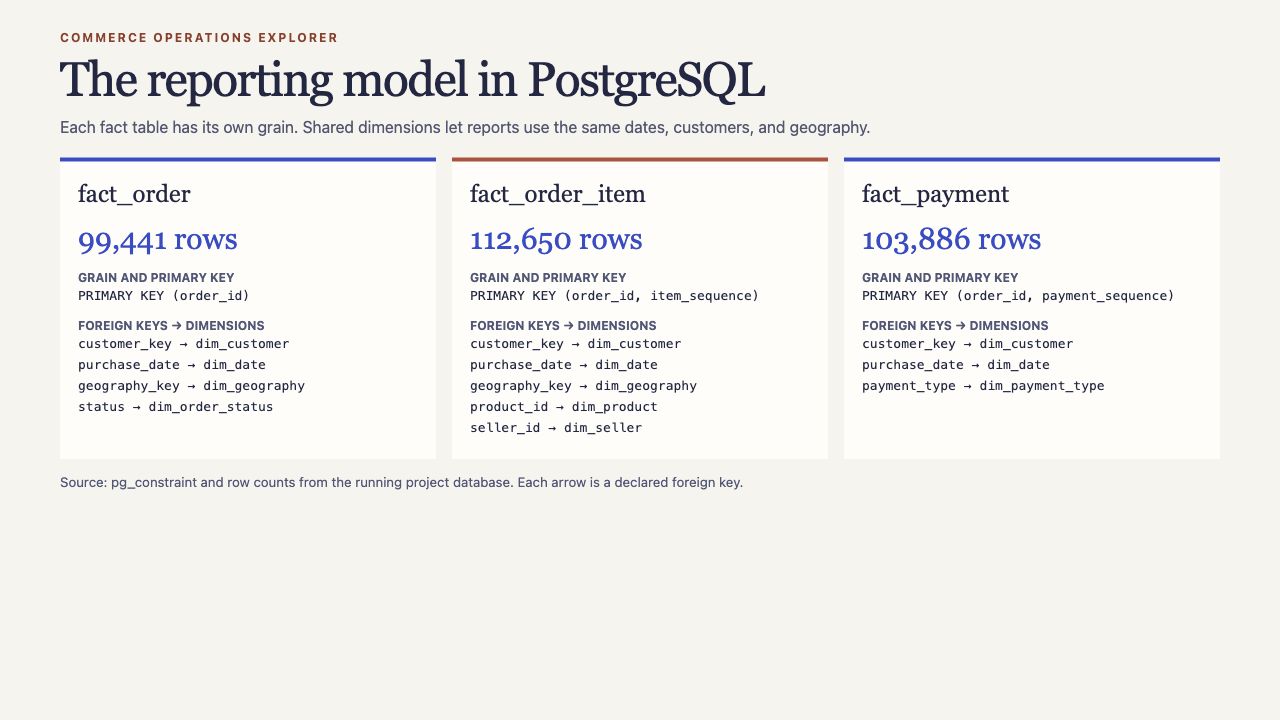 COMMERCE OPERATIONS EXPLORER
The reporting model in PostgreSQL
Each fact table has its own grain. Shared dimensions let reports use the same dates, customers, and geography.
fact_order
99,441 rows
GRAIN AND PRIMARY KEY
PRIMARY KEY (order_id)
FOREIGN KEYS → DIMENSIONS
customer_key → dim_customer
purchase_date → dim_date
geography_key → dim_geography
status → dim_order_status
fact_order_item
112,650 rows
GRAIN AND PRIMARY KEY
PRIMARY KEY (order_id, item_sequence)
FOREIGN KEYS → DIMENSIONS
customer_key → dim_customer
purchase_date → dim_date
geography_key → dim_geography
product_id → dim_product
seller_id → dim_seller
fact_payment
103,886 rows
GRAIN AND PRIMARY KEY
PRIMARY KEY (order_id, payment_sequence)
FOREIGN KEYS → DIMENSIONS
customer_key → dim_customer
purchase_date → dim_date
payment_type → dim_payment_type
Source: pg_constraint and row counts from the running project database. Each arrow is a declared foreign key.